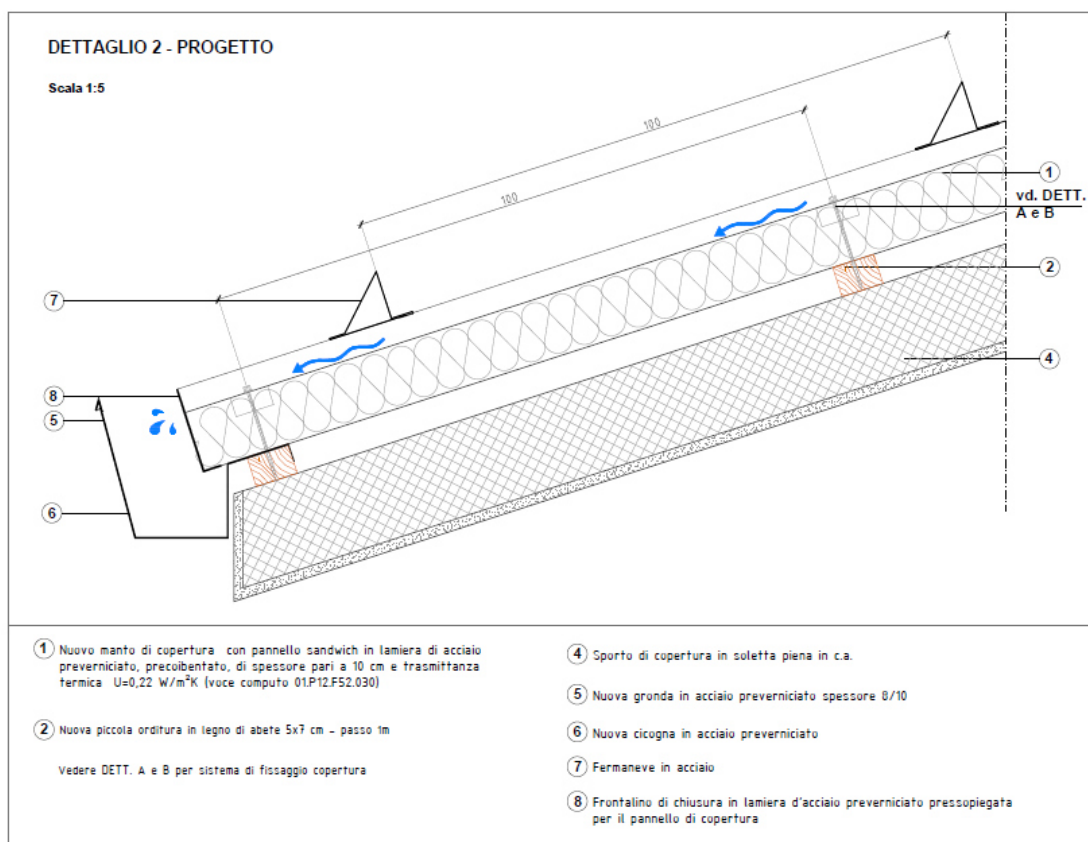 DETTAGLIO 2 - PROGETTO
Scala 1:5
100
100
1
vd. DETT.
A e B
2
7
4
8
5
6
1 Nuovo manto di copertura con pannello sandwich in lamiera di acciaio
preverniciato, precoibentato, di spessore pari a 10 cm e trasmittanza
termica U=0,22 W/m²K (voce computo 01.P12.F52.030)
2 Nuova piccola orditura in legno di abete 5x7 cm - passo 1m
Vedere DETT. A e B per sistema di fissaggio copertura
4 Sporto di copertura in soletta piena in c.a.
5 Nuova gronda in acciaio preverniciato spessore 8/10
6 Nuova cicogna in acciaio preverniciato
7 Fermaneve in acciaio
8 Frontalino di chiusura in lamiera d'acciaio preverniciato pressopiegata
per il pannello di copertura